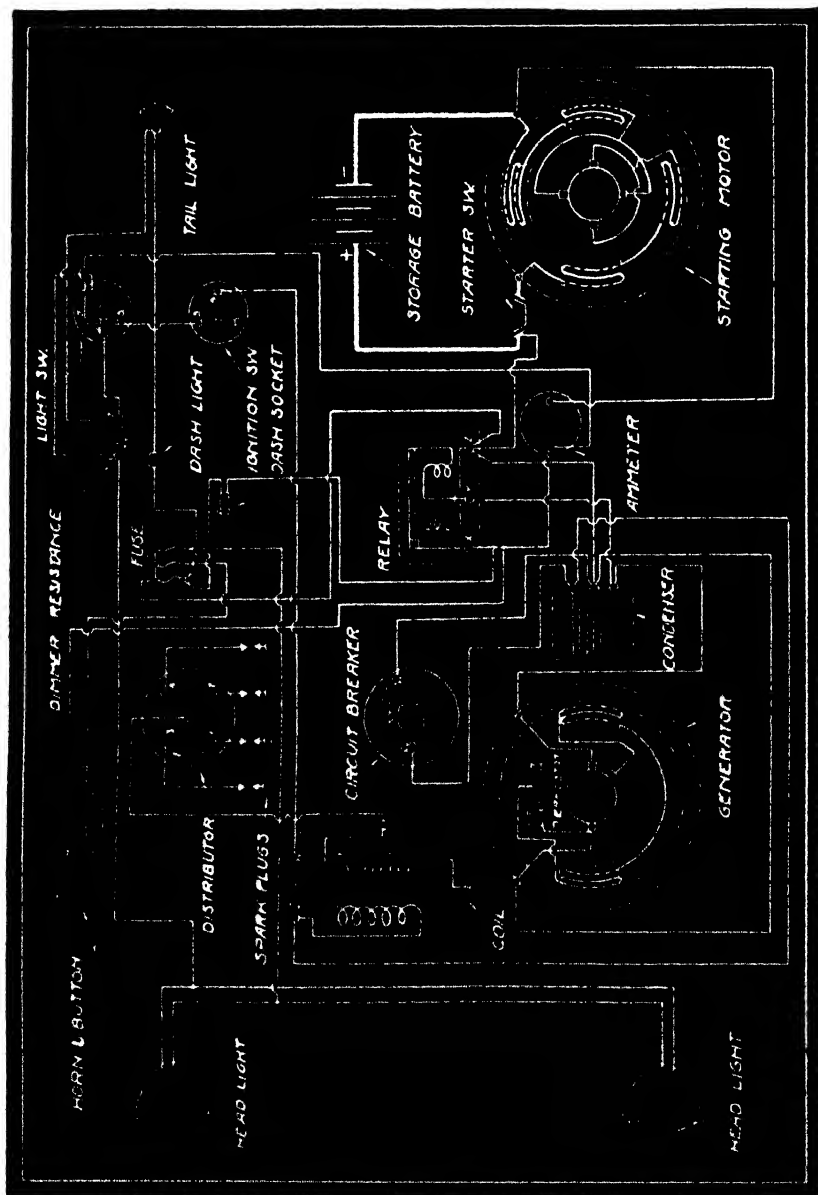 TAIL LIGHT
LIGHT SW.
DASH LIGHT
IGNITION SW
DASH SOCKET
STORAGE BATTERY
+
-
STARTER SW.
STARTING MOTOR
DIMMER RESISTANCE
FUSE
RELAY
AMMETER
CIRCUIT BREAKER
CONDENSER
GENERATOR
DISTRIBUTOR
SPARK PLUGS
COIL
HORN & BUTTON
HEAD LIGHT
HEAD LIGHT